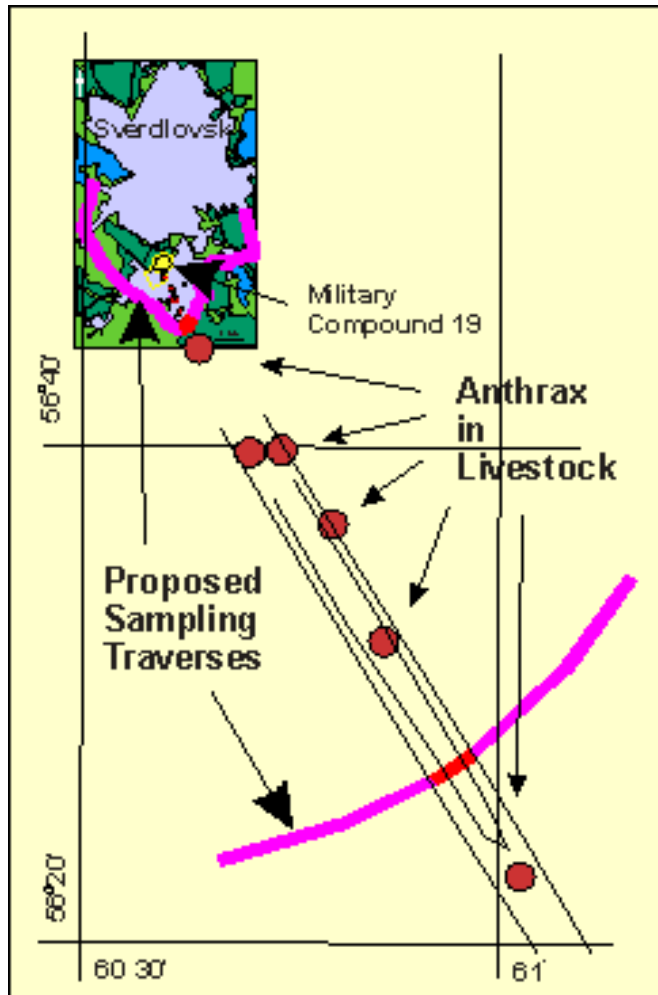 Sverdlovsk
Military
Compound 19
56°40'
Anthrax
in
Livestock
Proposed
Sampling
Traverses
56°20'
60 30'
61'